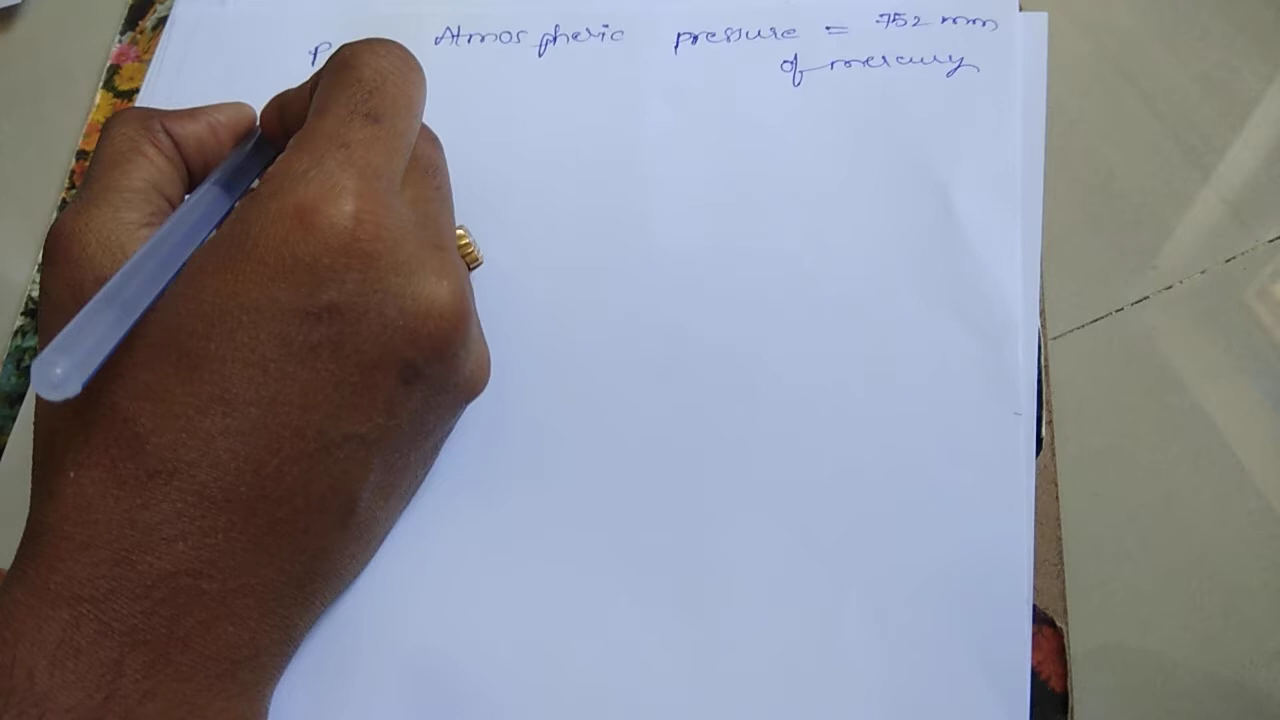 P Atmospheric pressure = 752 mm
of mercury